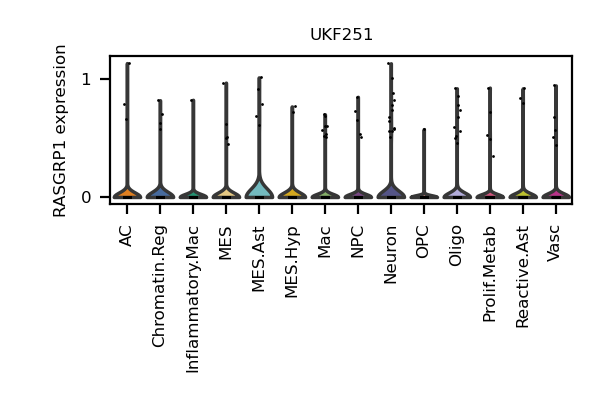 UKF251
RASGRP1 expression
1
0
AC
Chromatin.Reg
Inflammatory.Mac
MES
MES.Ast
MES.Hyp
Mac
NPC
Neuron
OPC
Oligo
Prolif.Metab
Reactive.Ast
Vasc